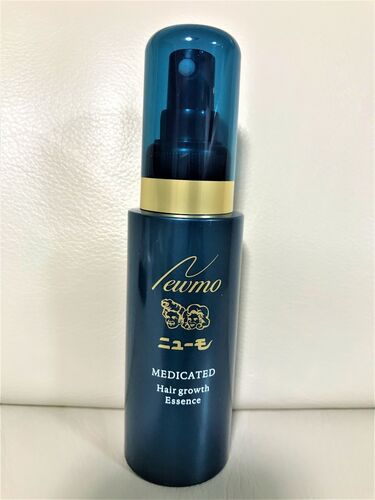 Newmo
ニューモ
MEDICATED
Hair growth
Essence